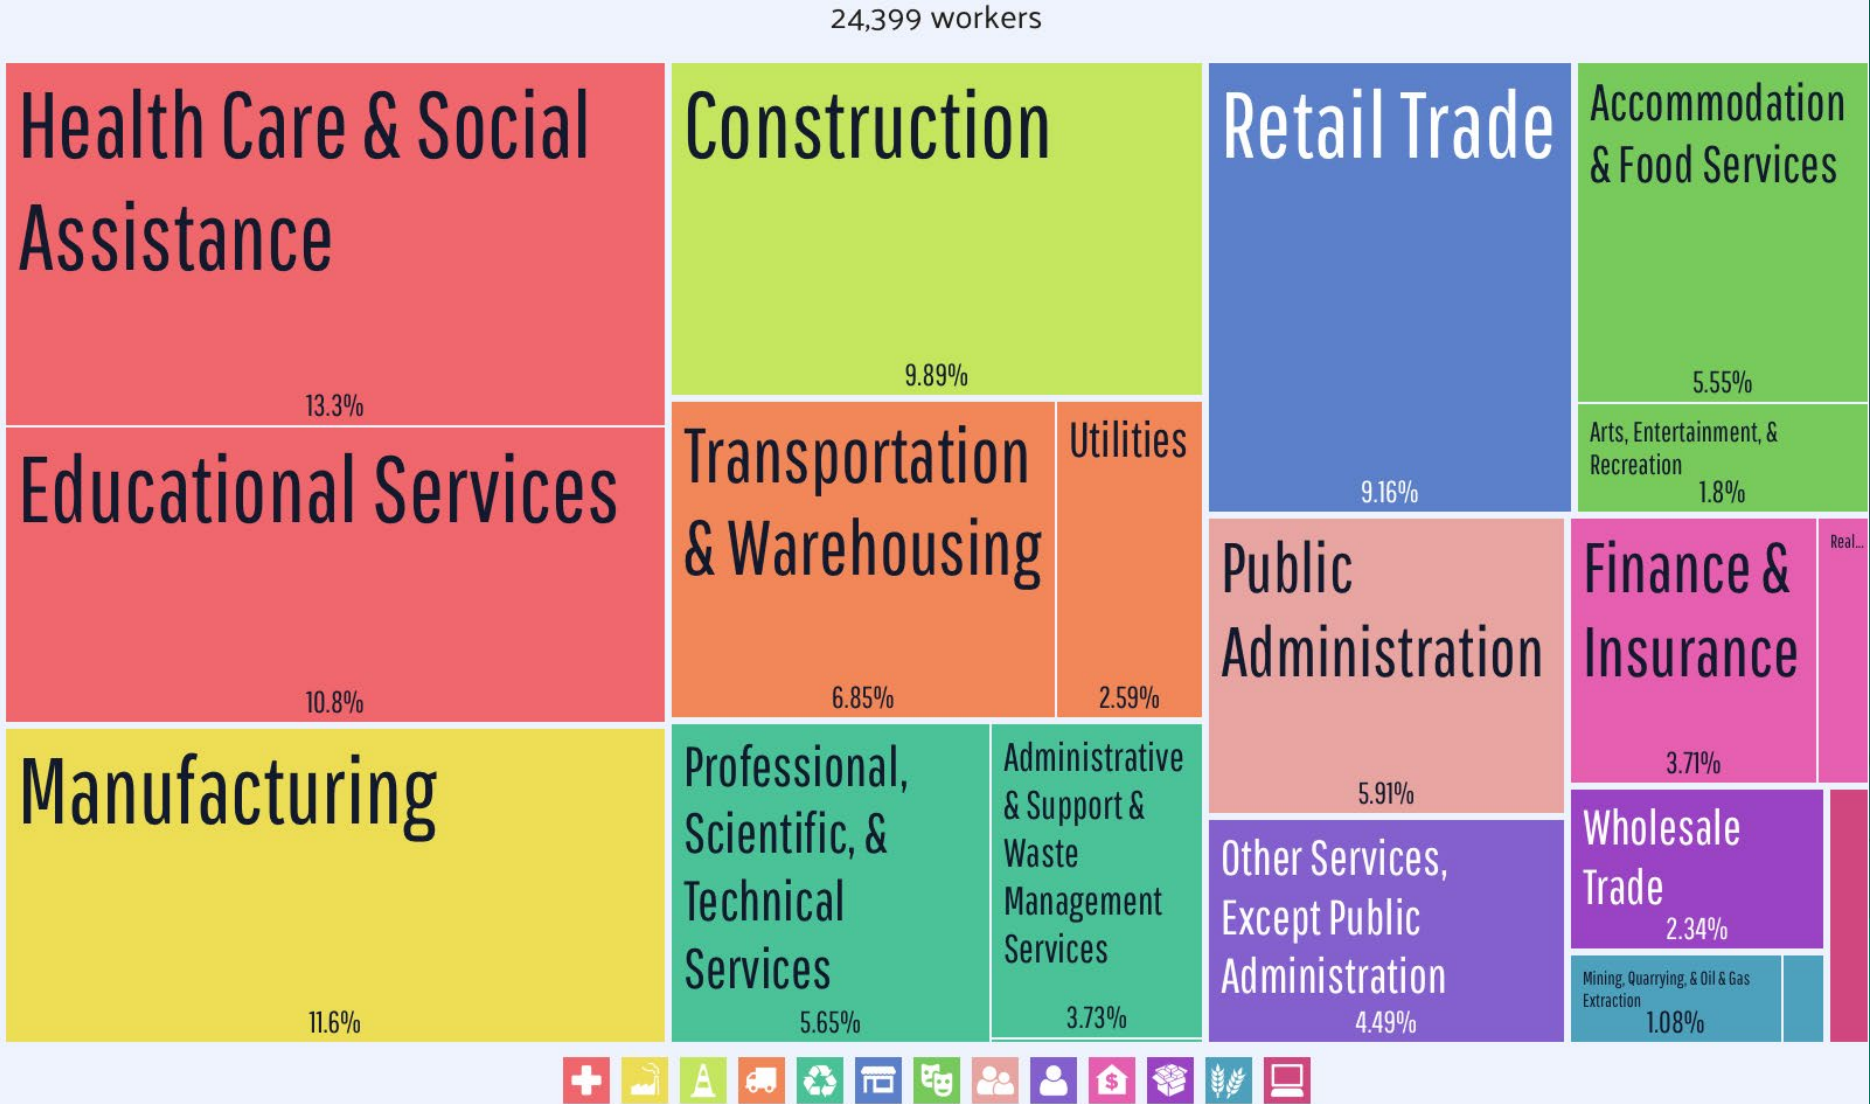 24,399 workers
Health Care & Social
Assistance
13.3%
Educational Services
10.8%
Manufacturing
11.6%
Construction
9.89%
Transportation
& Warehousing
6.85%
Utilities
2.59%
Professional,
Scientific, &
Technical
Services
5.65%
Administrative
& Support &
Waste
Management
Services
3.73%
Retail Trade
9.16%
Accommodation
& Food Services
5.55%
Arts, Entertainment, &
Recreation
1.8%
Public
Administration
5.91%
Finance &
Insurance
3.71%
Real...
Other Services,
Except Public
Administration
4.49%
Wholesale
Trade
2.34%
Mining, Quarrying, & Oil & Gas
Extraction
1.08%
$